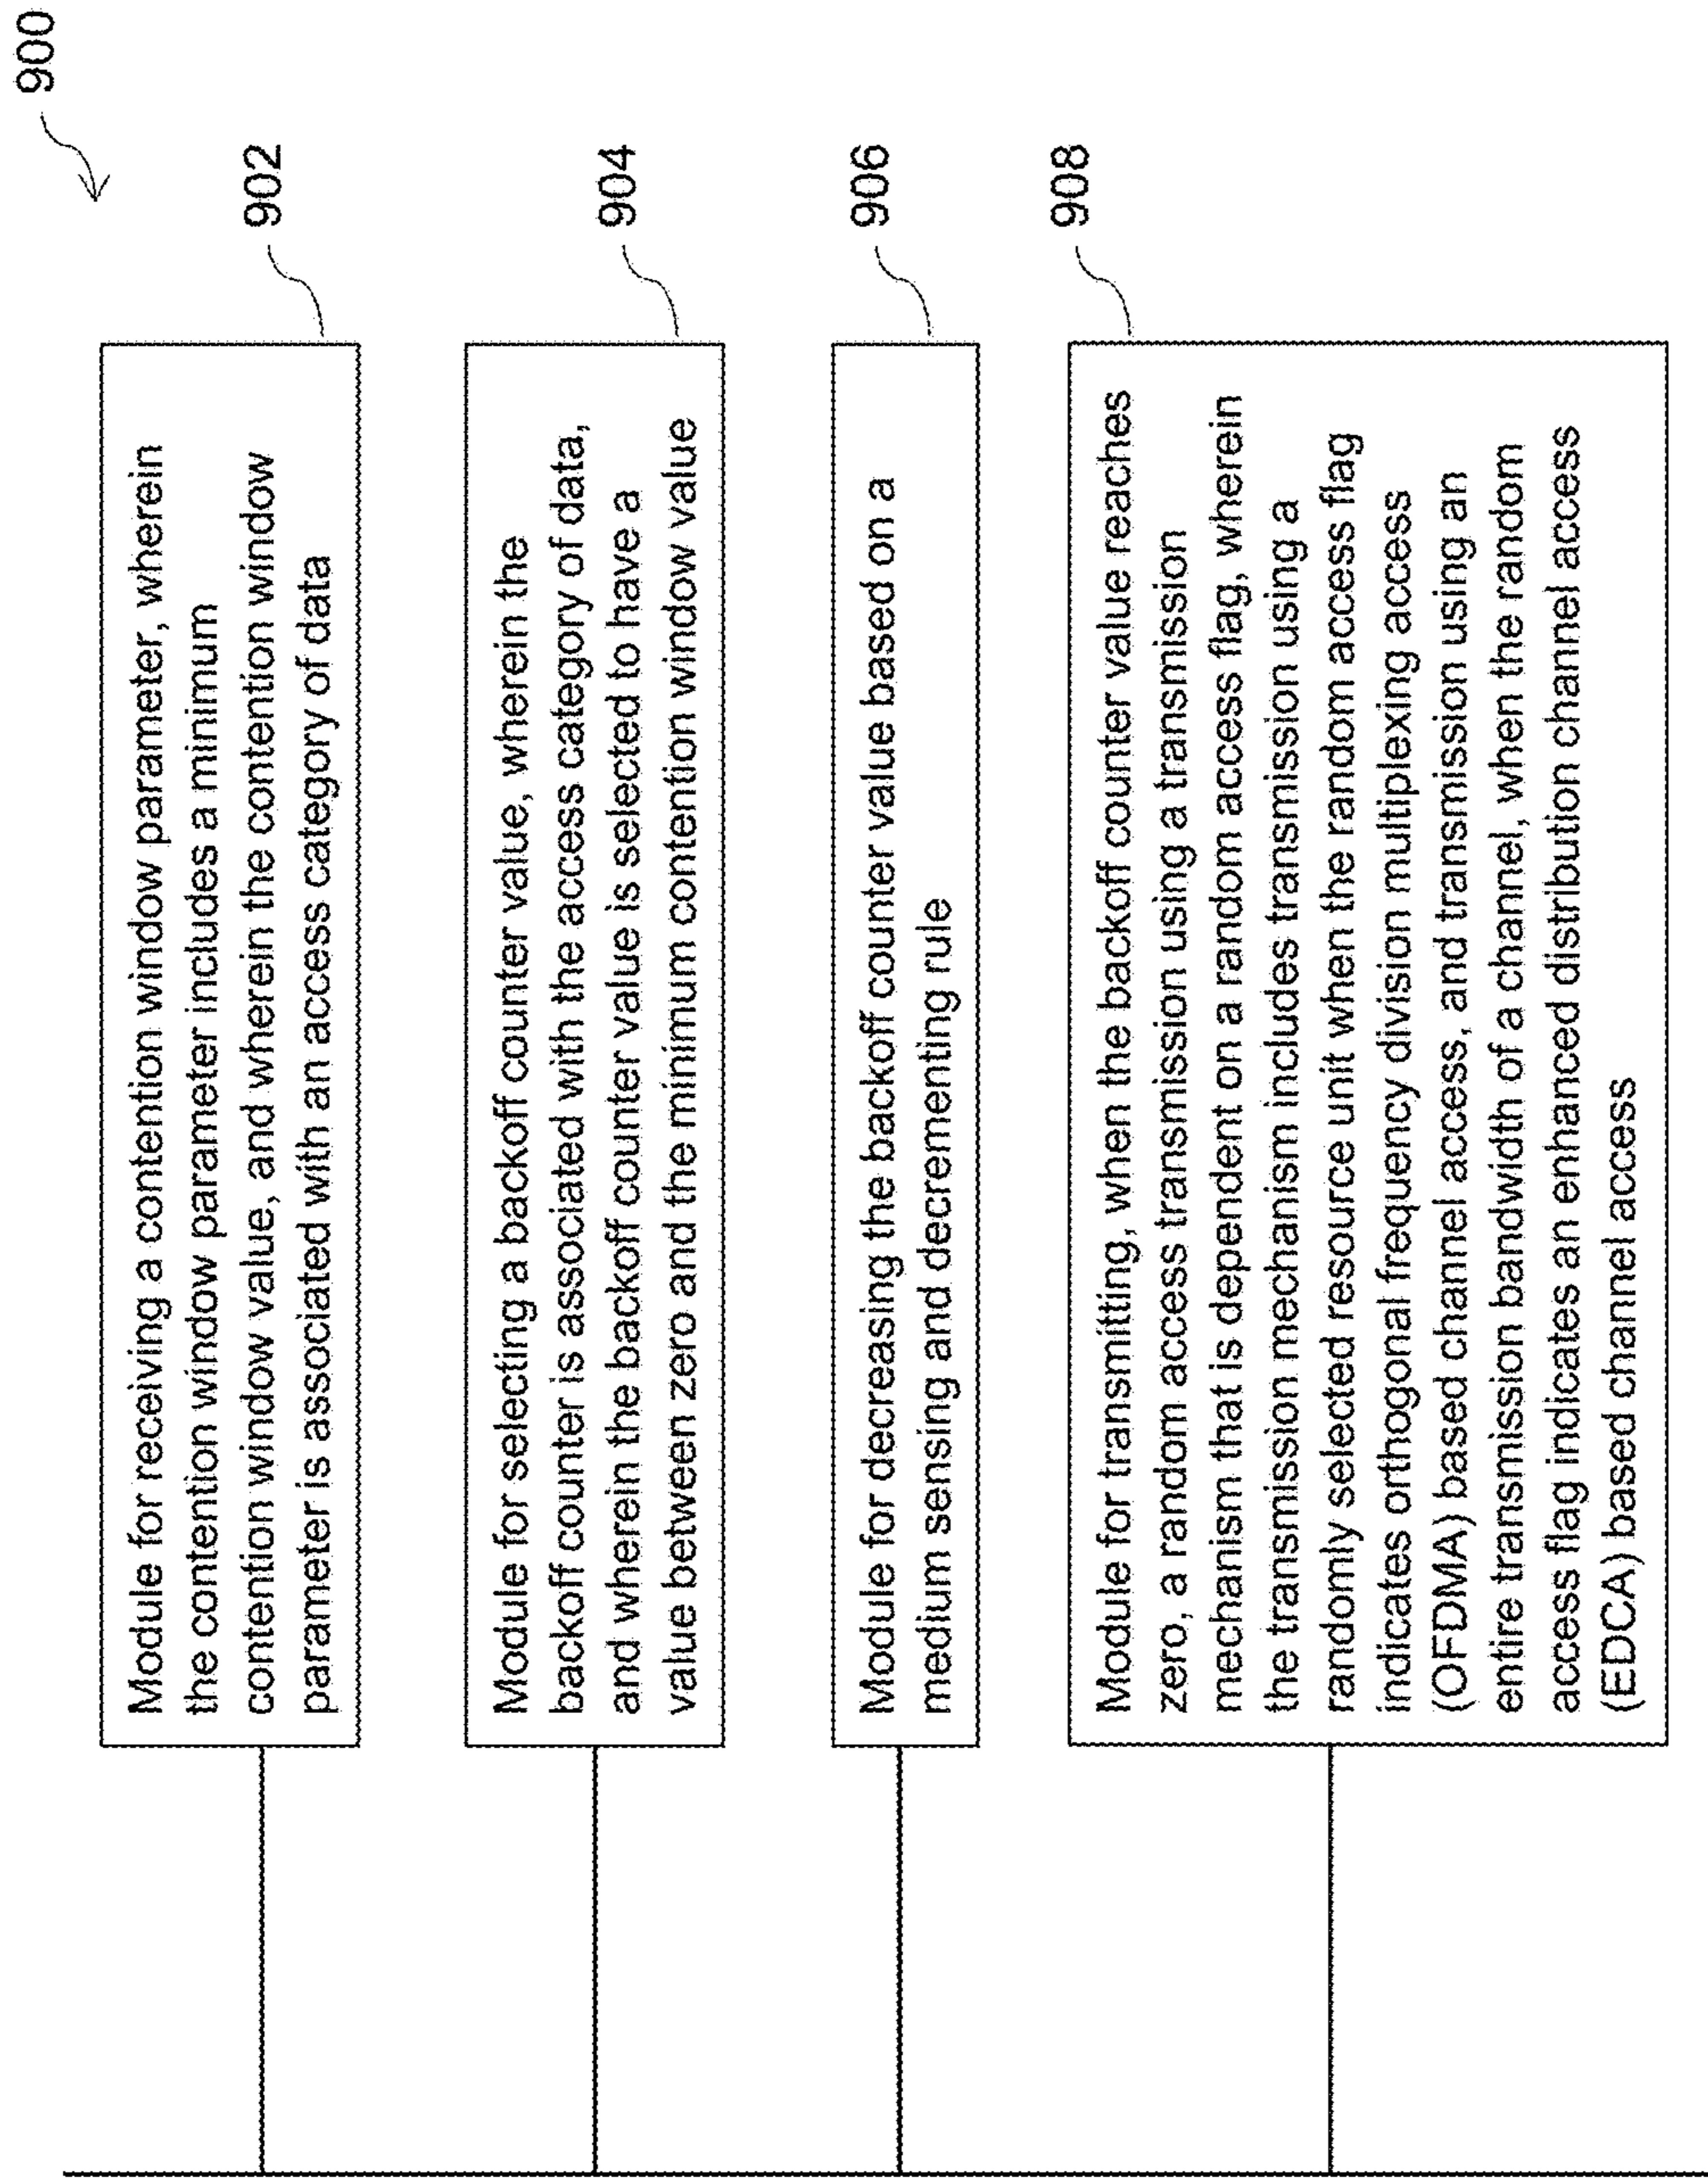 900
Module for receiving a contention window parameter, wherein
the contention window parameter includes a minimum
contention window value, and wherein the contention window
parameter is associated with an access category of data
902
Module for selecting a backoff counter value, wherein the
backoff counter is associated with the access category of data,
and wherein the backoff counter value is selected to have a
value between zero and the minimum contention window value
904
Module for decreasing the backoff counter value based on a
medium sensing and decrementing rule
906
Module for transmitting, when the backoff counter value reaches
zero, a random access transmission using a transmission
mechanism that is dependent on a random access flag, wherein
the transmission mechanism includes transmission using a
randomly selected resource unit when the random access flag
indicates orthogonal frequency division multiplexing access
(OFDMA) based channel access, and transmission using an
entire transmission bandwidth of a channel, when the random
access flag indicates an enhanced distribution channel access
(EDCA) based channel access
908